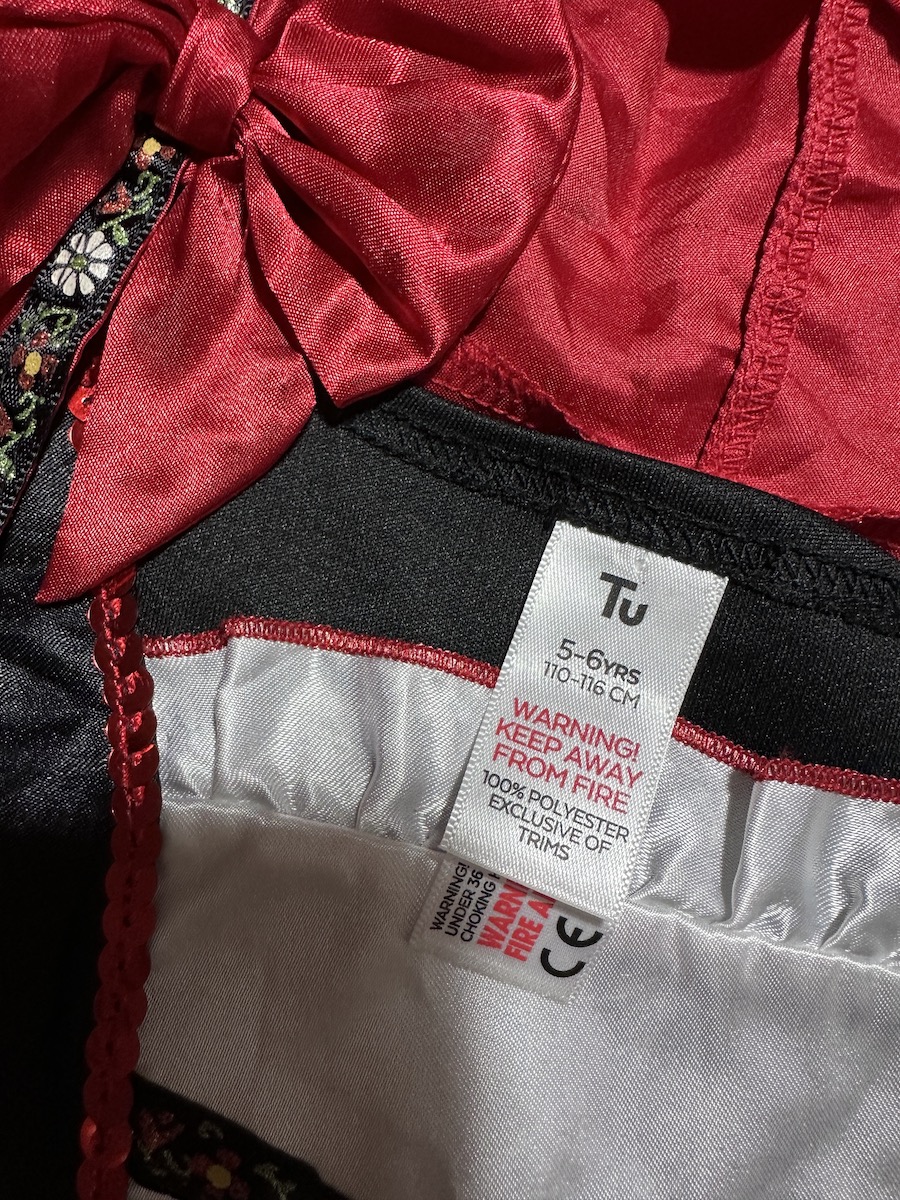 Tu
5-6YRS
110-116 CM
WARNING!
KEEP AWAY
FROM FIRE
100% POLYESTER
EXCLUSIVE OF
TRIMS
WARNING!
UNDER 36
CHOKING
FIRE
CE